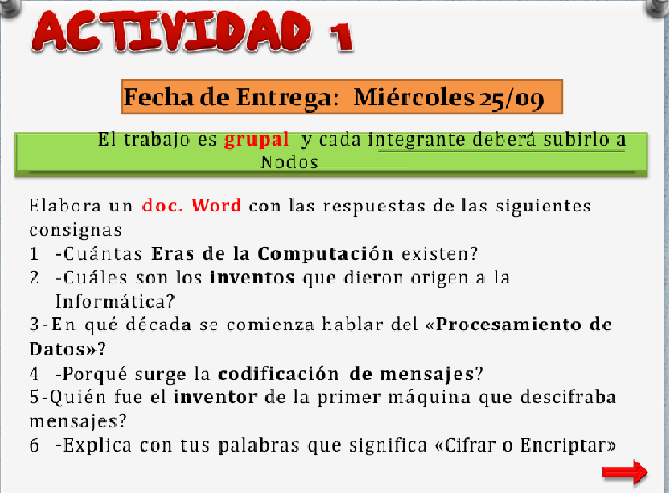 ACTIVIDAD 1
Fecha de Entrega: Miércoles 25/09
El trabajo es grupal y cada integrante deberá subirlo a
Nodos
Elabora un doc. Word con las respuestas de las siguientes
consignas
1 -Cuántas Eras de la Computación existen?
2 -Cuáles son los inventos que dieron origen a la
Informática?
3-En qué década se comienza hablar del «Procesamiento de
Datos»?
4 -Porqué surge la codificación de mensajes?
5-Quién fue el inventor de la primer máquina que descifraba
mensajes?
6 -Explica con tus palabras que significa «Cifrar o Encriptar»